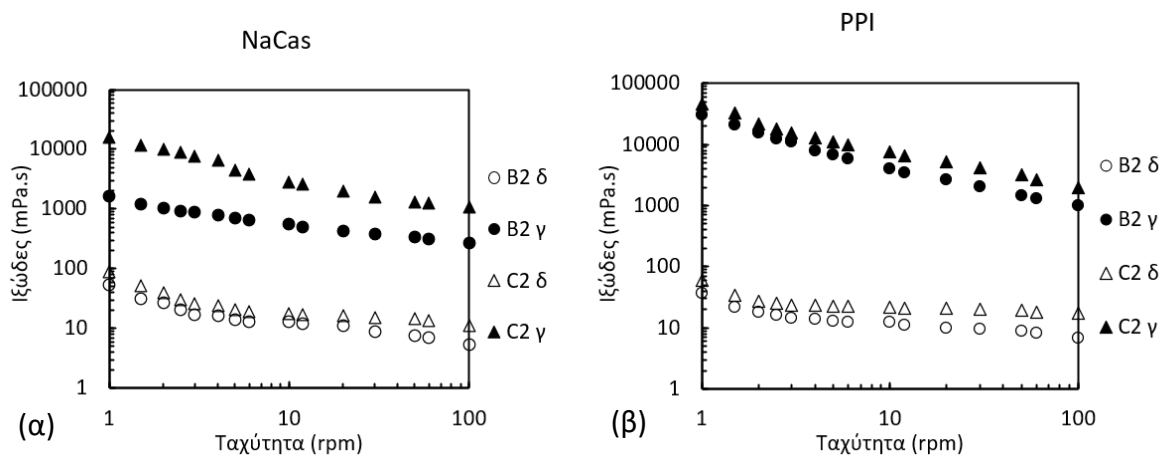 NaCas
Ιξώδες (mPa.s)
100000
10000
1000
100
10
1
1 10 100
Ταχύτητα (rpm)
B2 δ
B2 γ
C2 δ
C2 γ
(α)
PPI
Ιξώδες (mPa.s)
100000
10000
1000
100
10
1
1 10 100
Ταχύτητα (rpm)
B2 δ
B2 γ
C2 δ
C2 γ
(β)